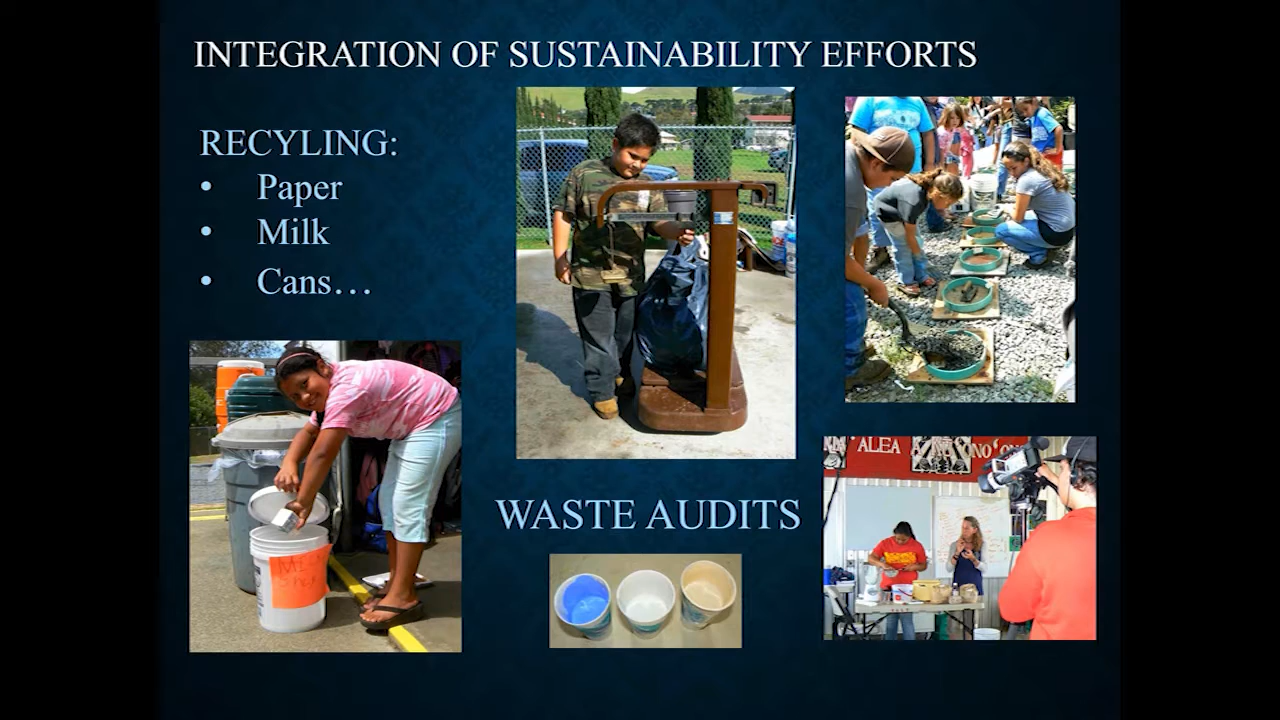 INTEGRATION OF SUSTAINABILITY EFFORTS
RECYLING:
• Paper
• Milk
• Cans…
WASTE AUDITS
ALEA